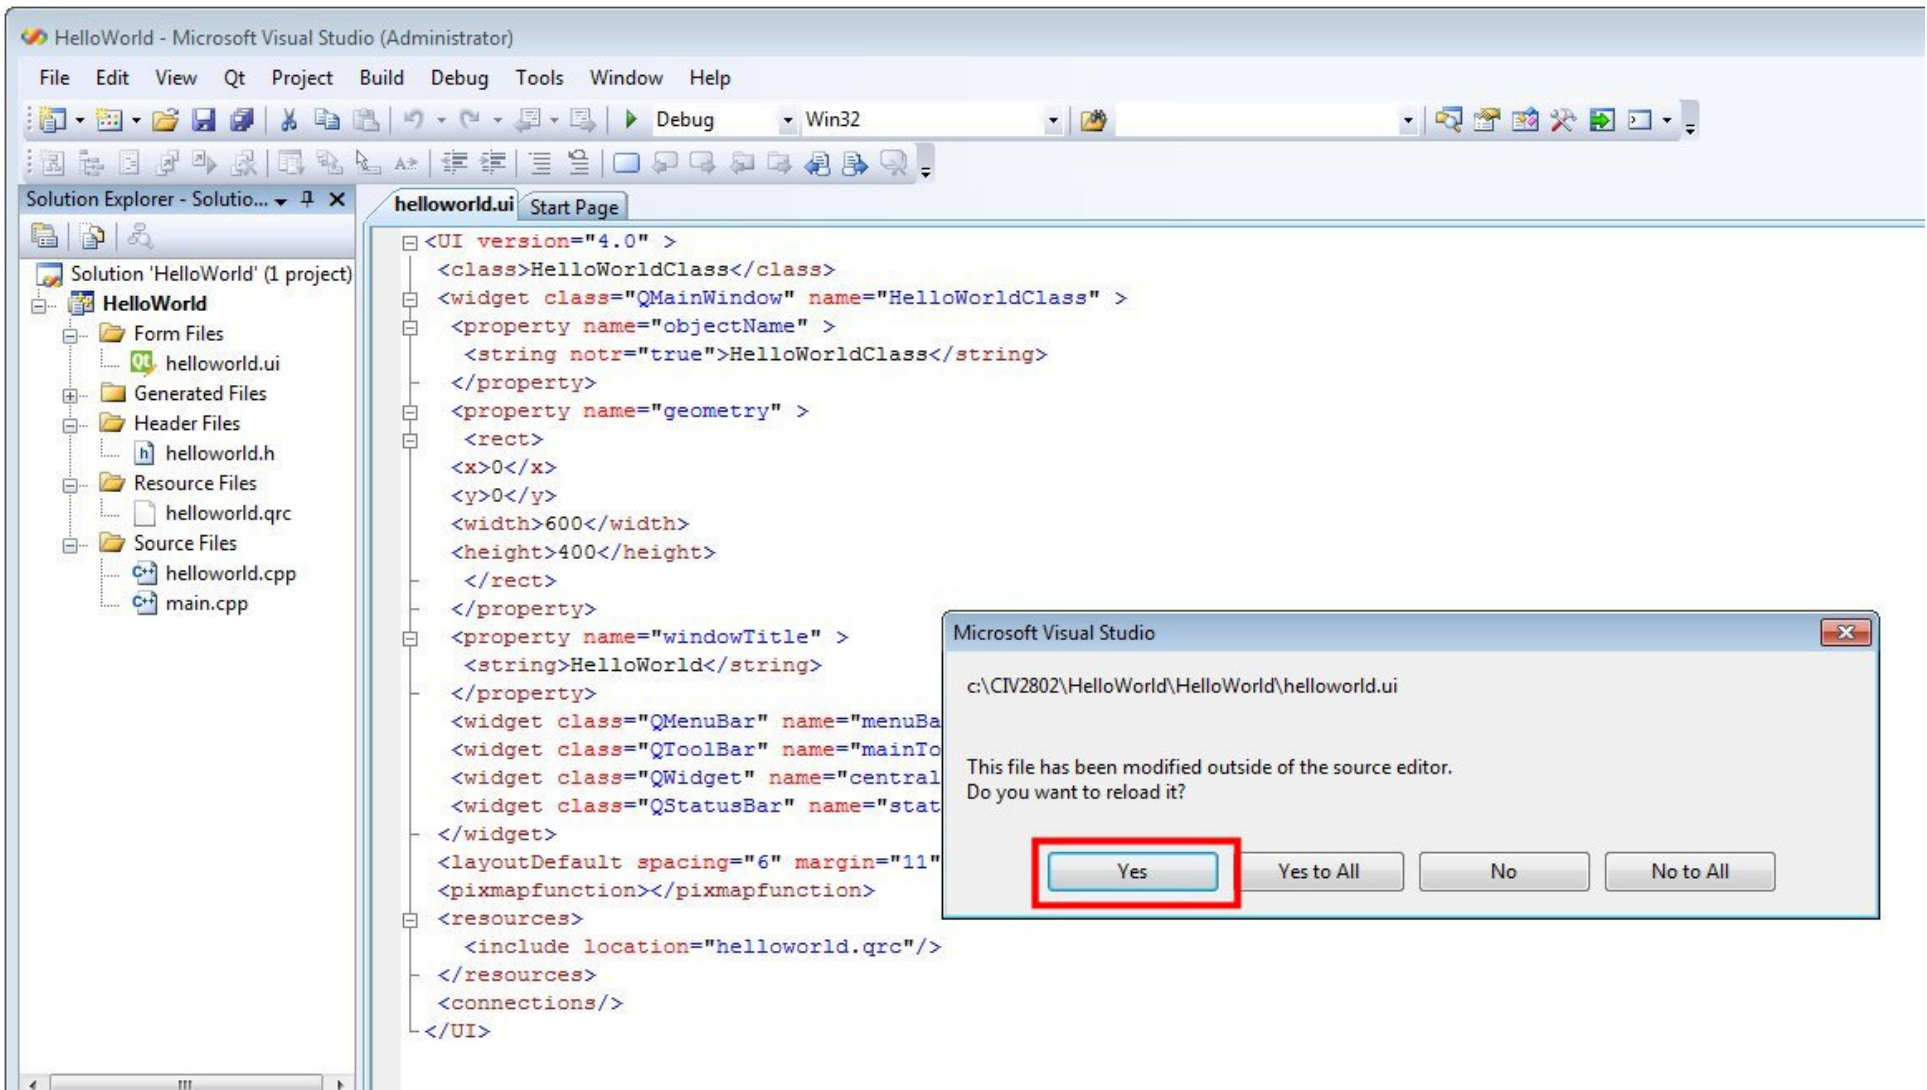 HelloWorld - Microsoft Visual Studio (Administrator)
File Edit View Qt Project Build Debug Tools Window Help
Debug Win32
Solution Explorer - Solutio...
helloworld.ui Start Page
Solution 'HelloWorld' (1 project)
HelloWorld
Form Files
helloworld.ui
Generated Files
Header Files
helloworld.h
Resource Files
helloworld.qrc
Source Files
helloworld.cpp
main.cpp
<UI version="4.0" >
<class>HelloWorldClass</class>
<widget class="QMainWindow" name="HelloWorldClass" >
<property name="objectName" >
<string notr="true">HelloWorldClass</string>
</property>
<property name="geometry" >
<rect>
<x>0</x>
<y>0</y>
<width>600</width>
<height>400</height>
</rect>
</property>
<property name="windowTitle" >
<string>HelloWorld</string>
</property>
<widget class="QMenuBar" name="menuBa
<widget class="QToolBar" name="mainTo
<widget class="QWidget" name="central
<widget class="QStatusBar" name="stat
</widget>
<layoutDefault spacing="6" margin="11"
<pixmapfunction></pixmapfunction>
<resources>
<include location="helloworld.qrc"/>
</resources>
<connections/>
</UI>
Microsoft Visual Studio
c:\CIV2802\HelloWorld\HelloWorld\helloworld.ui
This file has been modified outside of the source editor.
Do you want to reload it?
Yes Yes to All No No to All